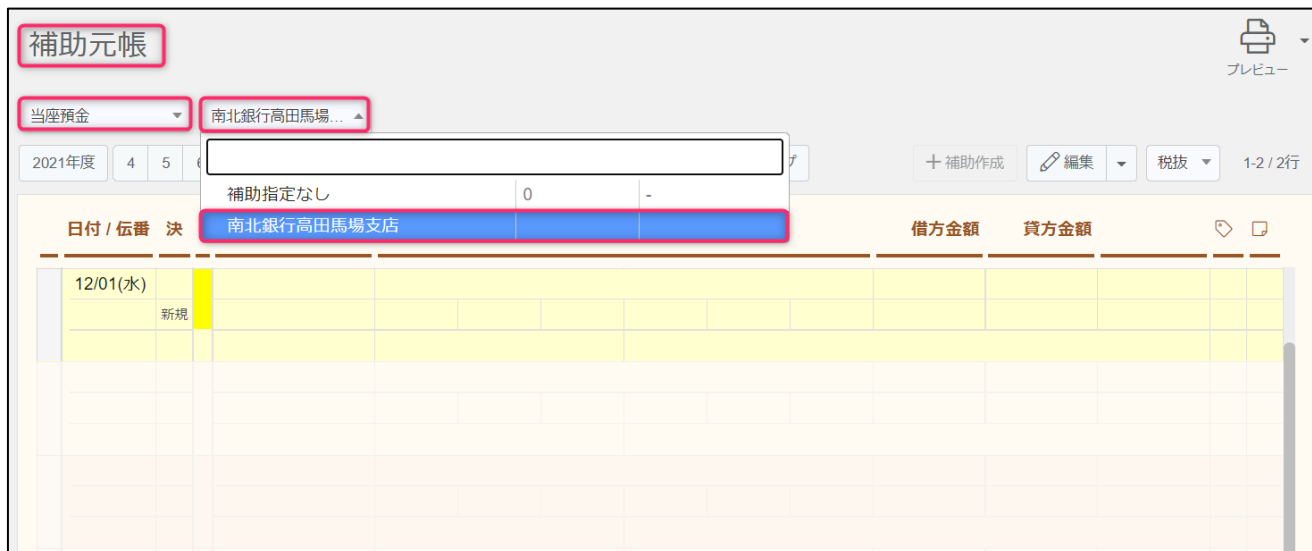 補助元帳
プレビュー
当座預金 南北銀行高田馬場...
2021年度 4 5 +補助作成 編集 税抜 1-2 / 2行
補助指定なし 0 -
南北銀行高田馬場支店
日付 / 伝番 決 借方金額 貸方金額
12/01(水)
新規